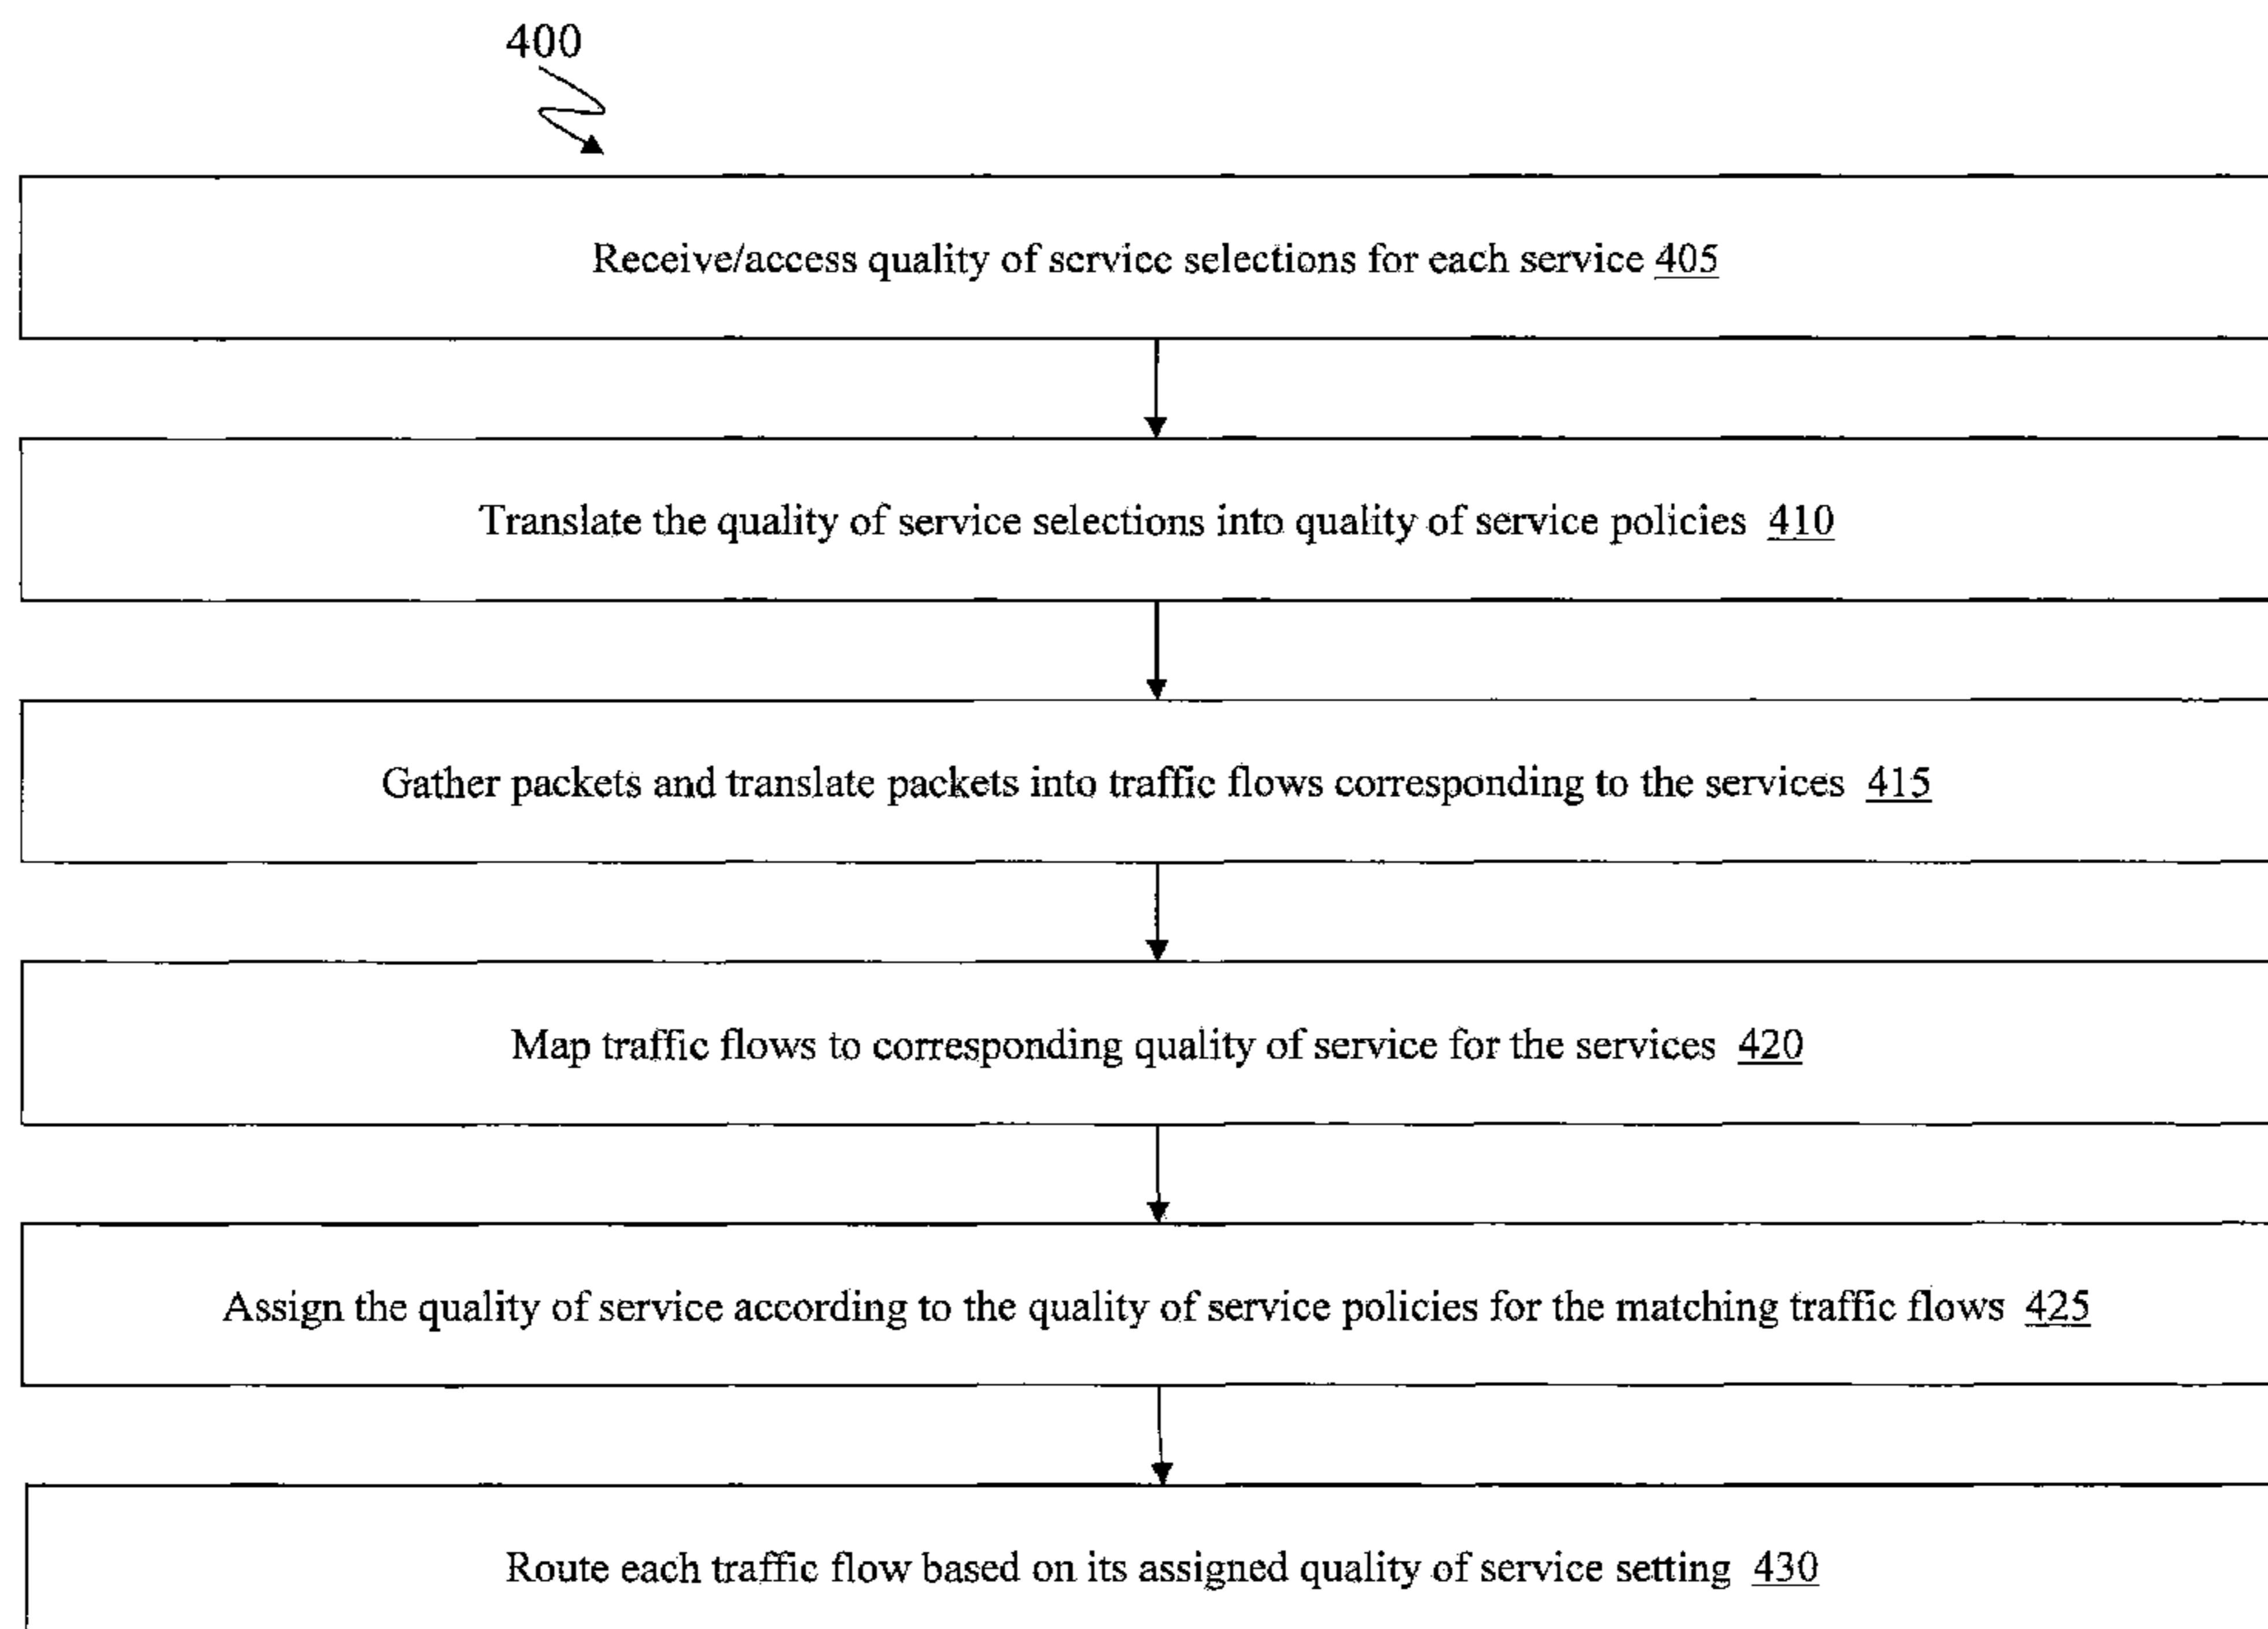 400
Receive/access quality of service selections for each service 405
Translate the quality of service selections into quality of service policies 410
Gather packets and translate packets into traffic flows corresponding to the services 415
Map traffic flows to corresponding quality of service for the services 420
Assign the quality of service according to the quality of service policies for the matching traffic flows 425
Route each traffic flow based on its assigned quality of service setting 430